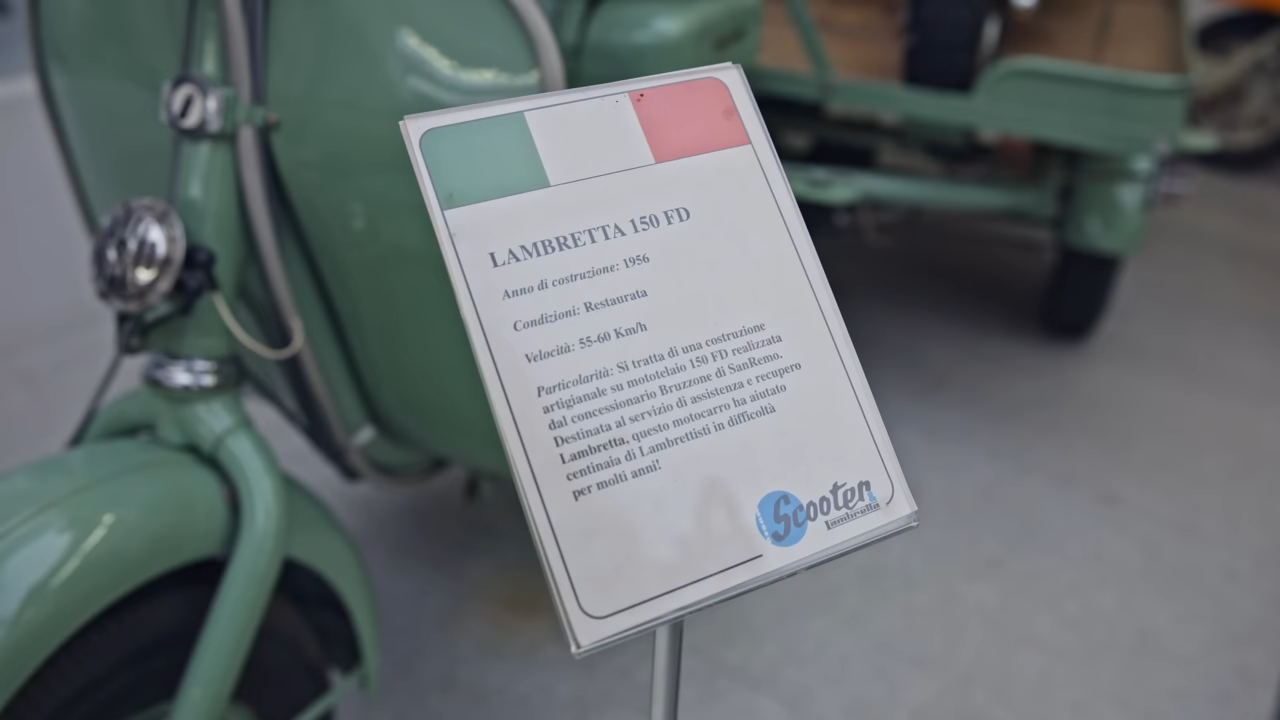 LAMBRETTA 150 FD
Anno di costruzione: 1956
Condizioni: Restaurata
Velocità: 55-60 Km/h
Particolarità: Si tratta di una costruzione
artigianale su mototelaio 150 FD realizzata
dal concessionario Bruzzone di SanRemo.
Destinata al servizio di assistenza e recupero
Lambretta, questo motocarro ha aiutato
centinaia di Lambrettisti in difficoltà
per molti anni!
Scooter &
Lambretta